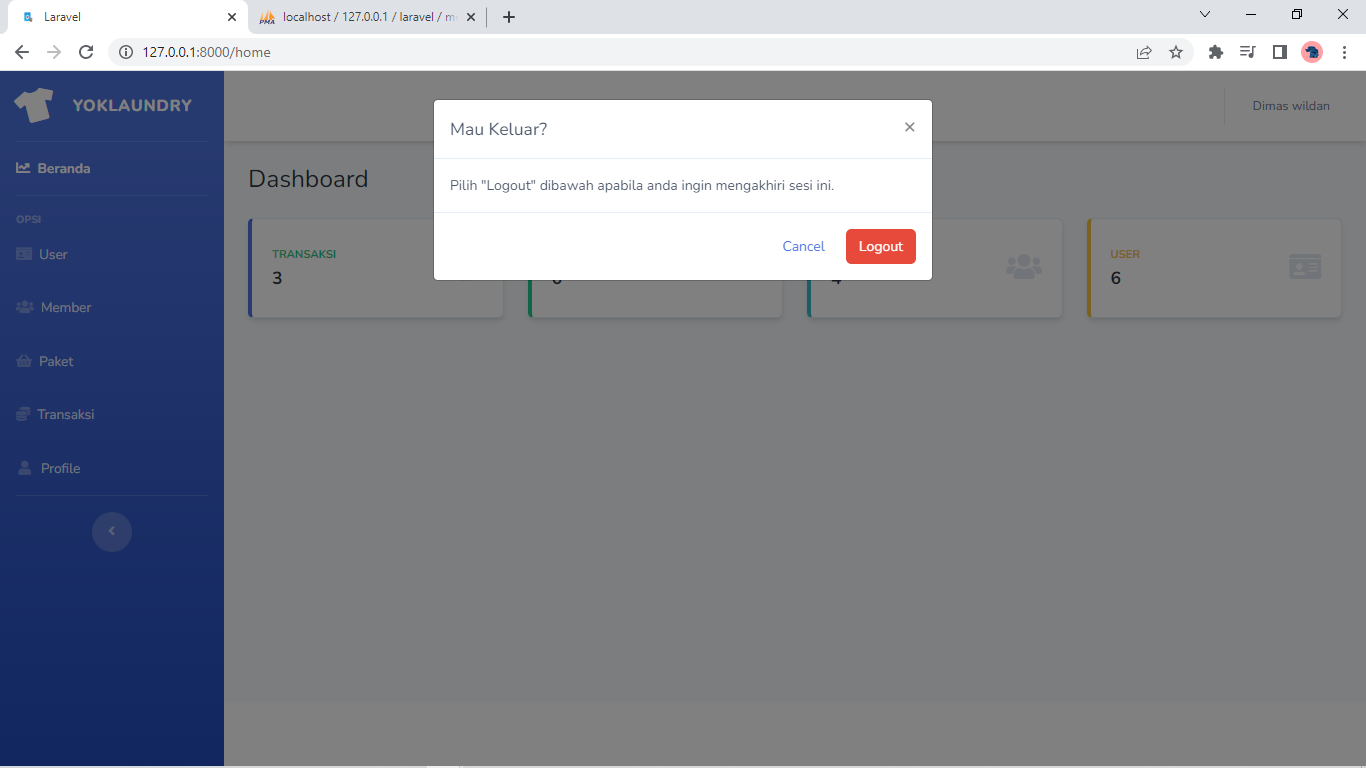 Laravel
localhost / 127.0.0.1 / laravel / m
127.0.0.1:8000/home
YOKLAUNDRY
Dimas wildan
Mau Keluar?
Pilih "Logout" dibawah apabila anda ingin mengakhiri sesi ini.
Cancel
Logout
Beranda
OPSI
User
Member
Paket
Transaksi
Profile
Dashboard
TRANSAKSI
3
USER
6